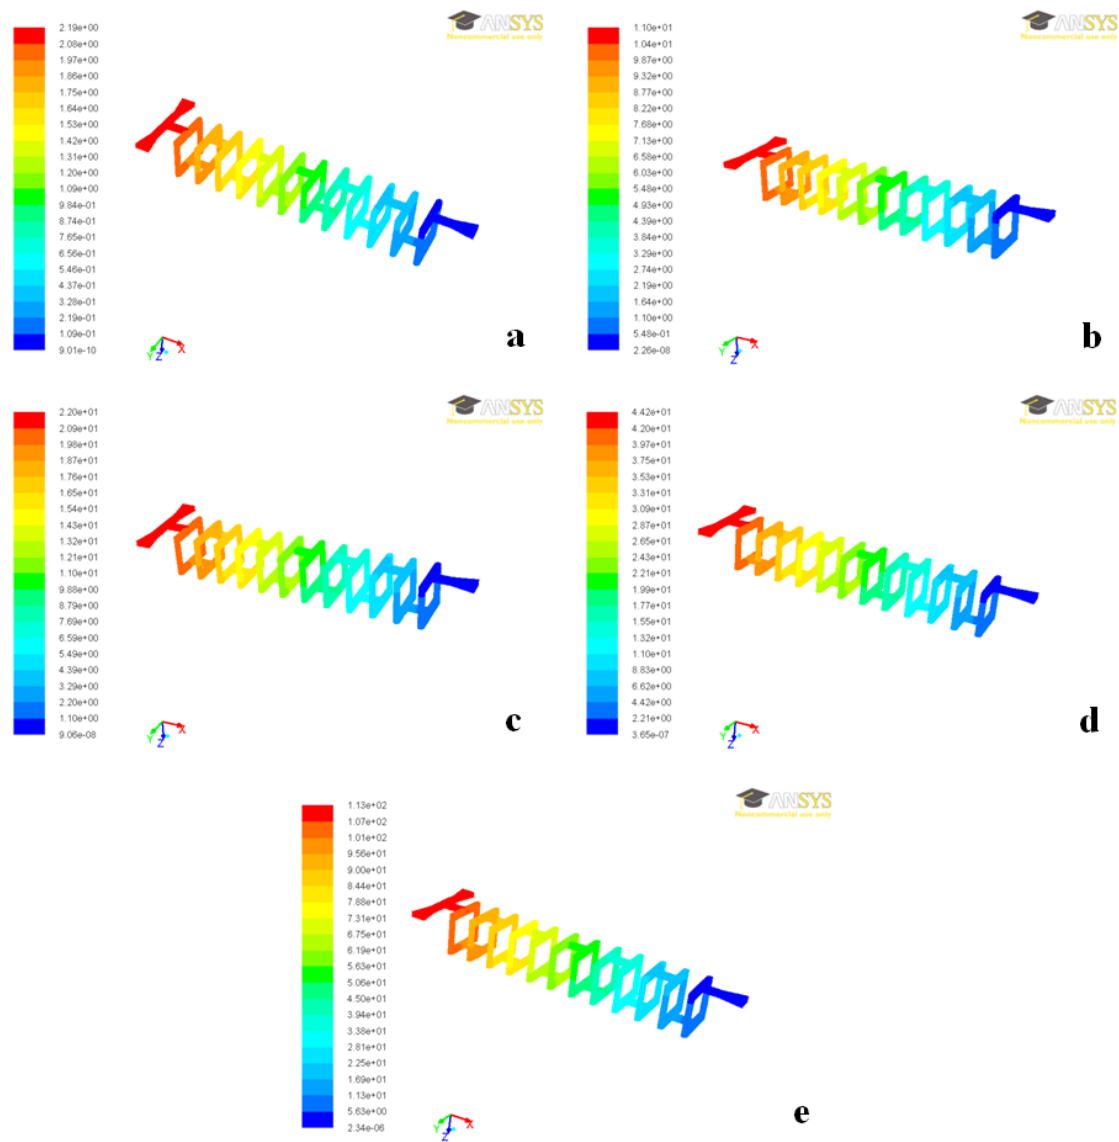 2.19e+00
2.08e+00
1.97e+00
1.86e+00
1.75e+00
1.64e+00
1.53e+00
1.42e+00
1.31e+00
1.20e+00
1.09e+00
9.84e-01
8.74e-01
7.65e-01
6.56e-01
5.46e-01
4.37e-01
3.28e-01
2.19e-01
1.09e-01
9.01e-10
ANSYS
Noncommercial use only
Y
Z
X
a
1.10e+01
1.04e+01
9.87e+00
9.32e+00
8.77e+00
8.22e+00
7.68e+00
7.13e+00
6.58e+00
6.03e+00
5.48e+00
4.93e+00
4.39e+00
3.84e+00
3.29e+00
2.74e+00
2.19e+00
1.64e+00
1.10e+00
5.48e-01
2.26e-08
ANSYS
Noncommercial use only
Y
Z
X
b
2.20e+01
2.09e+01
1.98e+01
1.87e+01
1.76e+01
1.65e+01
1.54e+01
1.43e+01
1.32e+01
1.21e+01
1.10e+01
9.88e+00
8.79e+00
7.69e+00
6.59e+00
5.49e+00
4.39e+00
3.29e+00
2.20e+00
1.10e+00
9.06e-08
ANSYS
Noncommercial use only
Y
Z
X
c
4.42e+01
4.20e+01
3.97e+01
3.75e+01
3.53e+01
3.31e+01
3.09e+01
2.87e+01
2.65e+01
2.43e+01
2.21e+01
1.99e+01
1.77e+01
1.55e+01
1.32e+01
1.10e+01
8.83e+00
6.62e+00
4.42e+00
2.21e+00
3.65e-07
ANSYS
Noncommercial use only
Y
Z
X
d
1.13e+02
1.07e+02
1.01e+02
9.56e+01
9.00e+01
8.44e+01
7.88e+01
7.31e+01
6.75e+01
6.19e+01
5.63e+01
5.06e+01
4.50e+01
3.94e+01
3.38e+01
2.81e+01
2.25e+01
1.69e+01
1.13e+01
5.63e+00
2.34e-06
ANSYS
Noncommercial use only
Y
Z
X
e